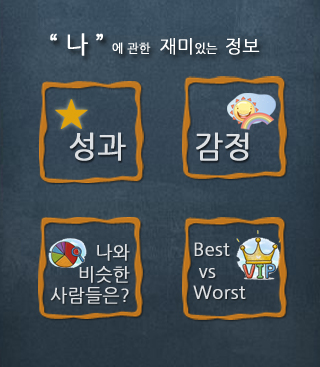 “ 나 ” 에 관한 재미있는 정보
성과
감정
나와
비슷한
사람들은?
Best
vs
Worst
VIP